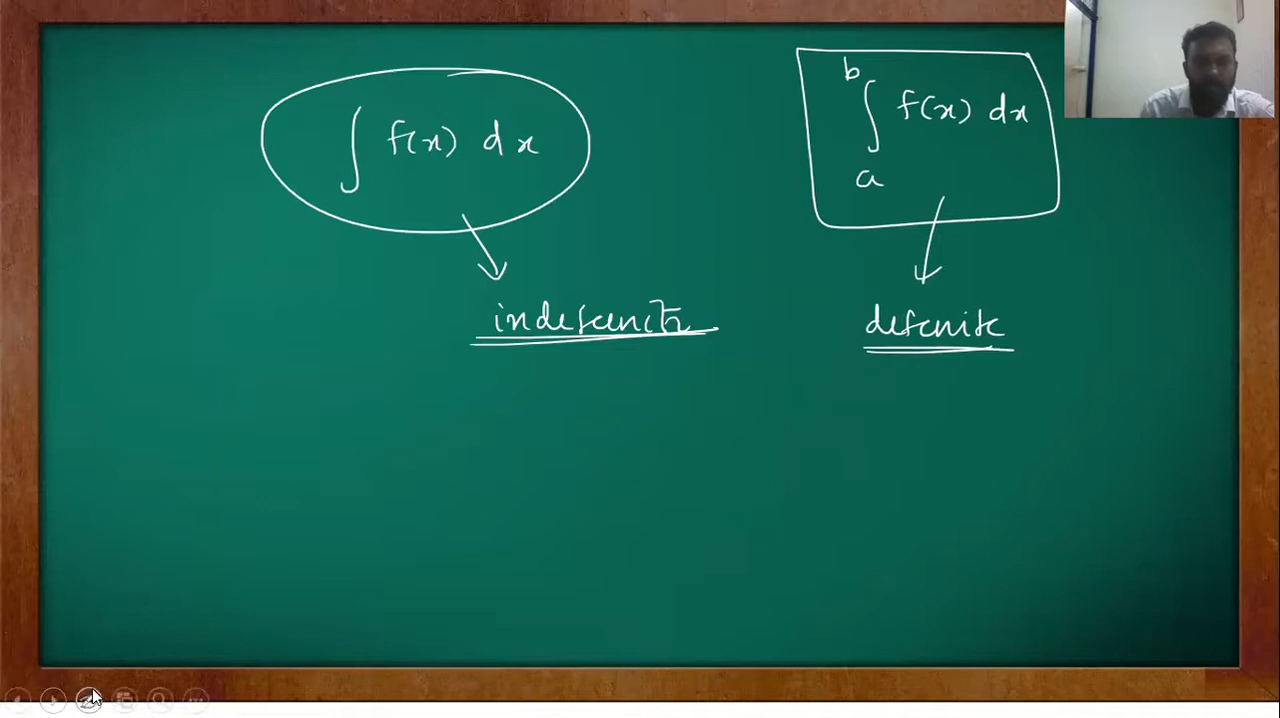 ∫ f(x) dx
b
∫ f(x) dx
a
indefenite
defenite